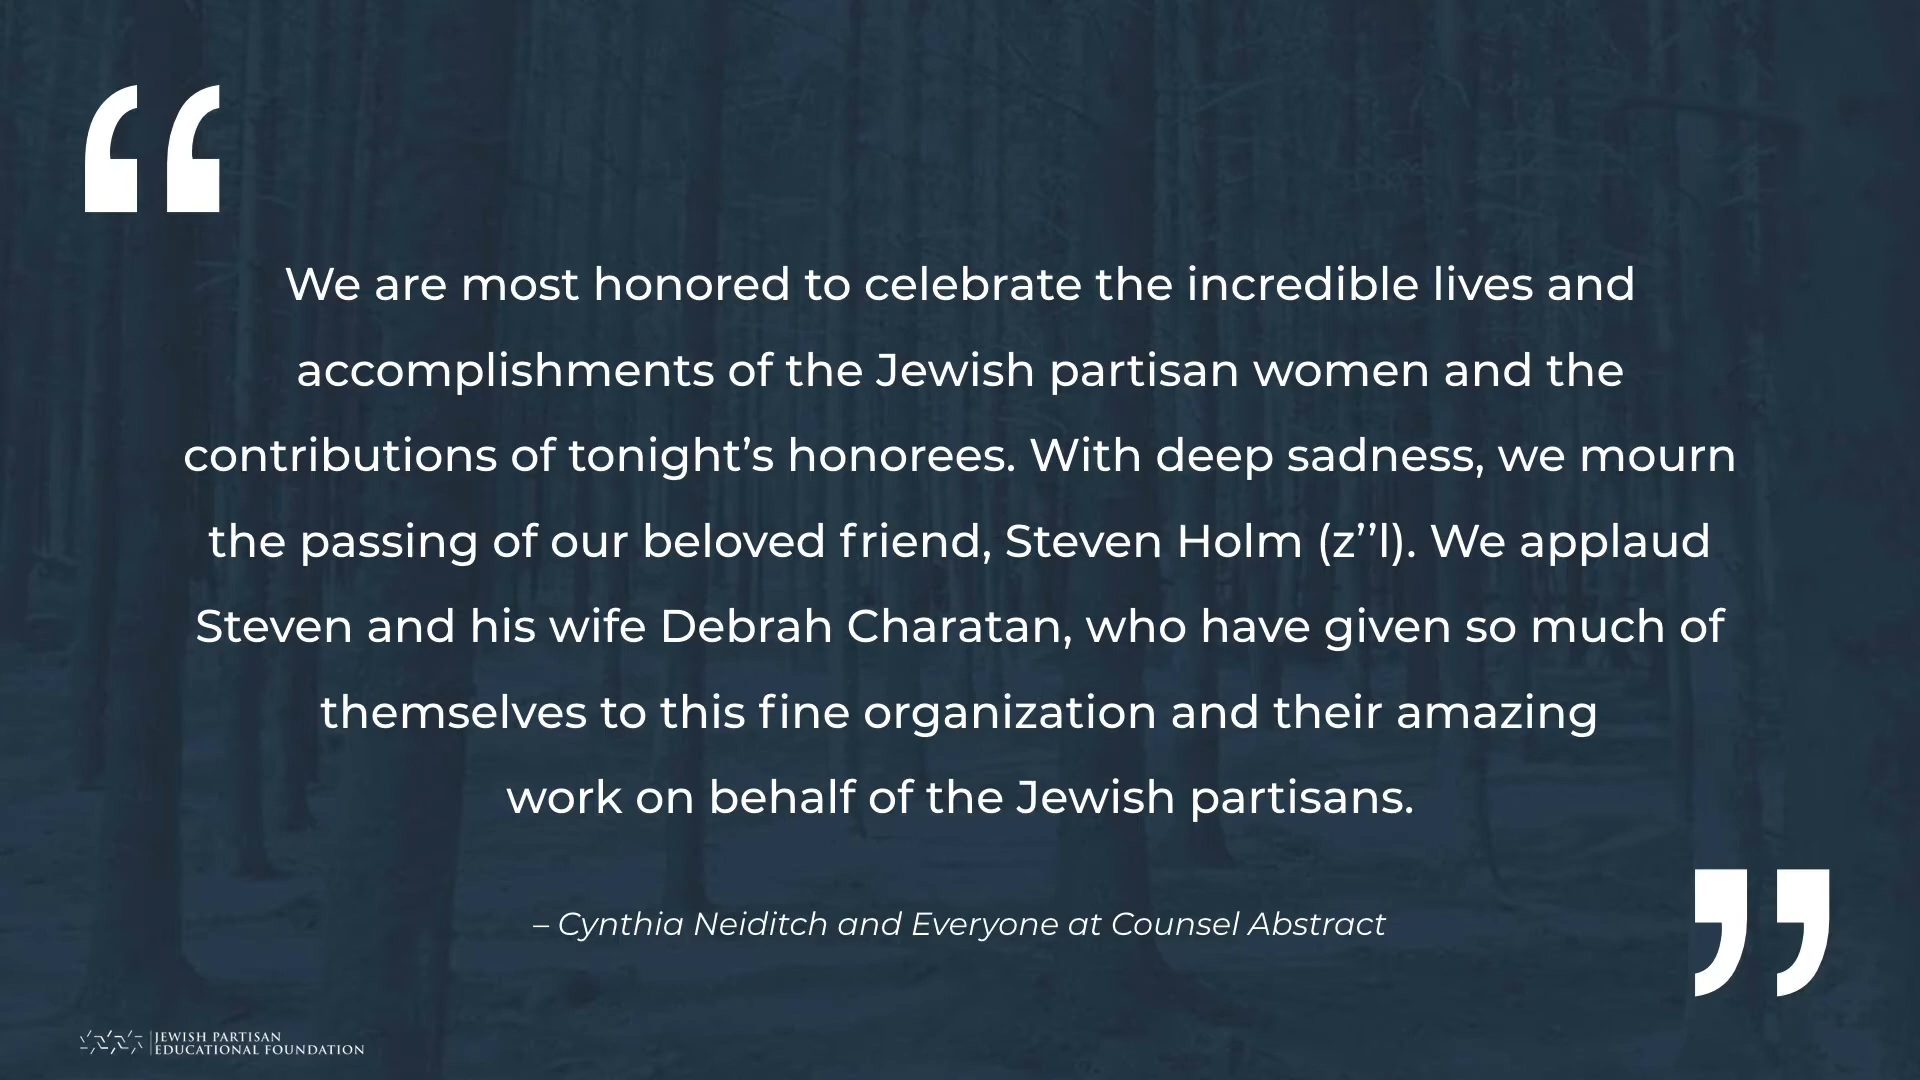 “
We are most honored to celebrate the incredible lives and
accomplishments of the Jewish partisan women and the
contributions of tonight’s honorees. With deep sadness, we mourn
the passing of our beloved friend, Steven Holm (z’’l). We applaud
Steven and his wife Debrah Charatan, who have given so much of
themselves to this fine organization and their amazing
work on behalf of the Jewish partisans.
– Cynthia Neiditch and Everyone at Counsel Abstract
”
JEWISH PARTISAN
EDUCATIONAL FOUNDATION